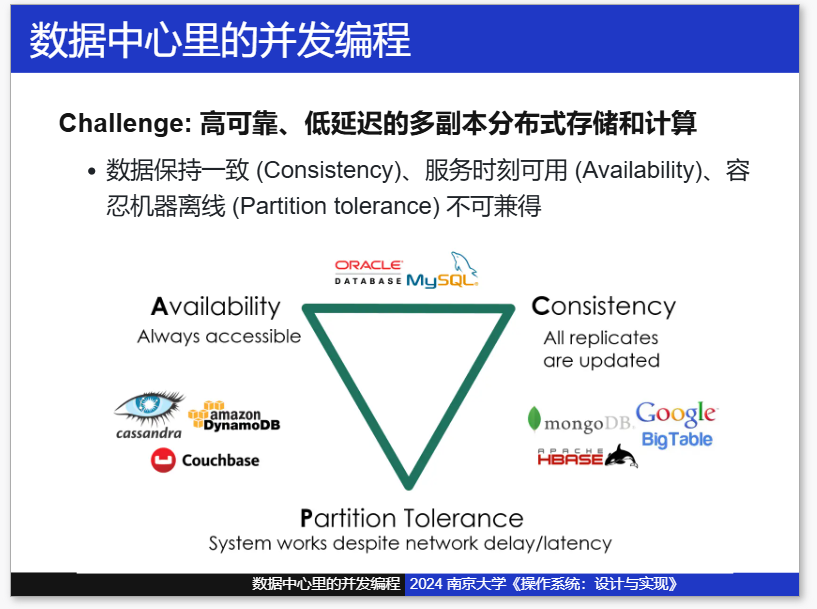 数据中心里的并发编程
Challenge: 高可靠、低延迟的多副本分布式存储和计算
• 数据保持一致 (Consistency)、服务时刻可用 (Availability)、容
忍机器离线 (Partition tolerance) 不可兼得
ORACLE
DATABASE
MySQL
Availability
Always accessible
Consistency
All replicates
are updated
cassandra
amazon
DynamoDB
Couchbase
mongoDB
Google
BigTable
APACHE
HBASE
Partition Tolerance
System works despite network delay/latency
数据中心里的并发编程 2024 南京大学《操作系统：设计与实现》